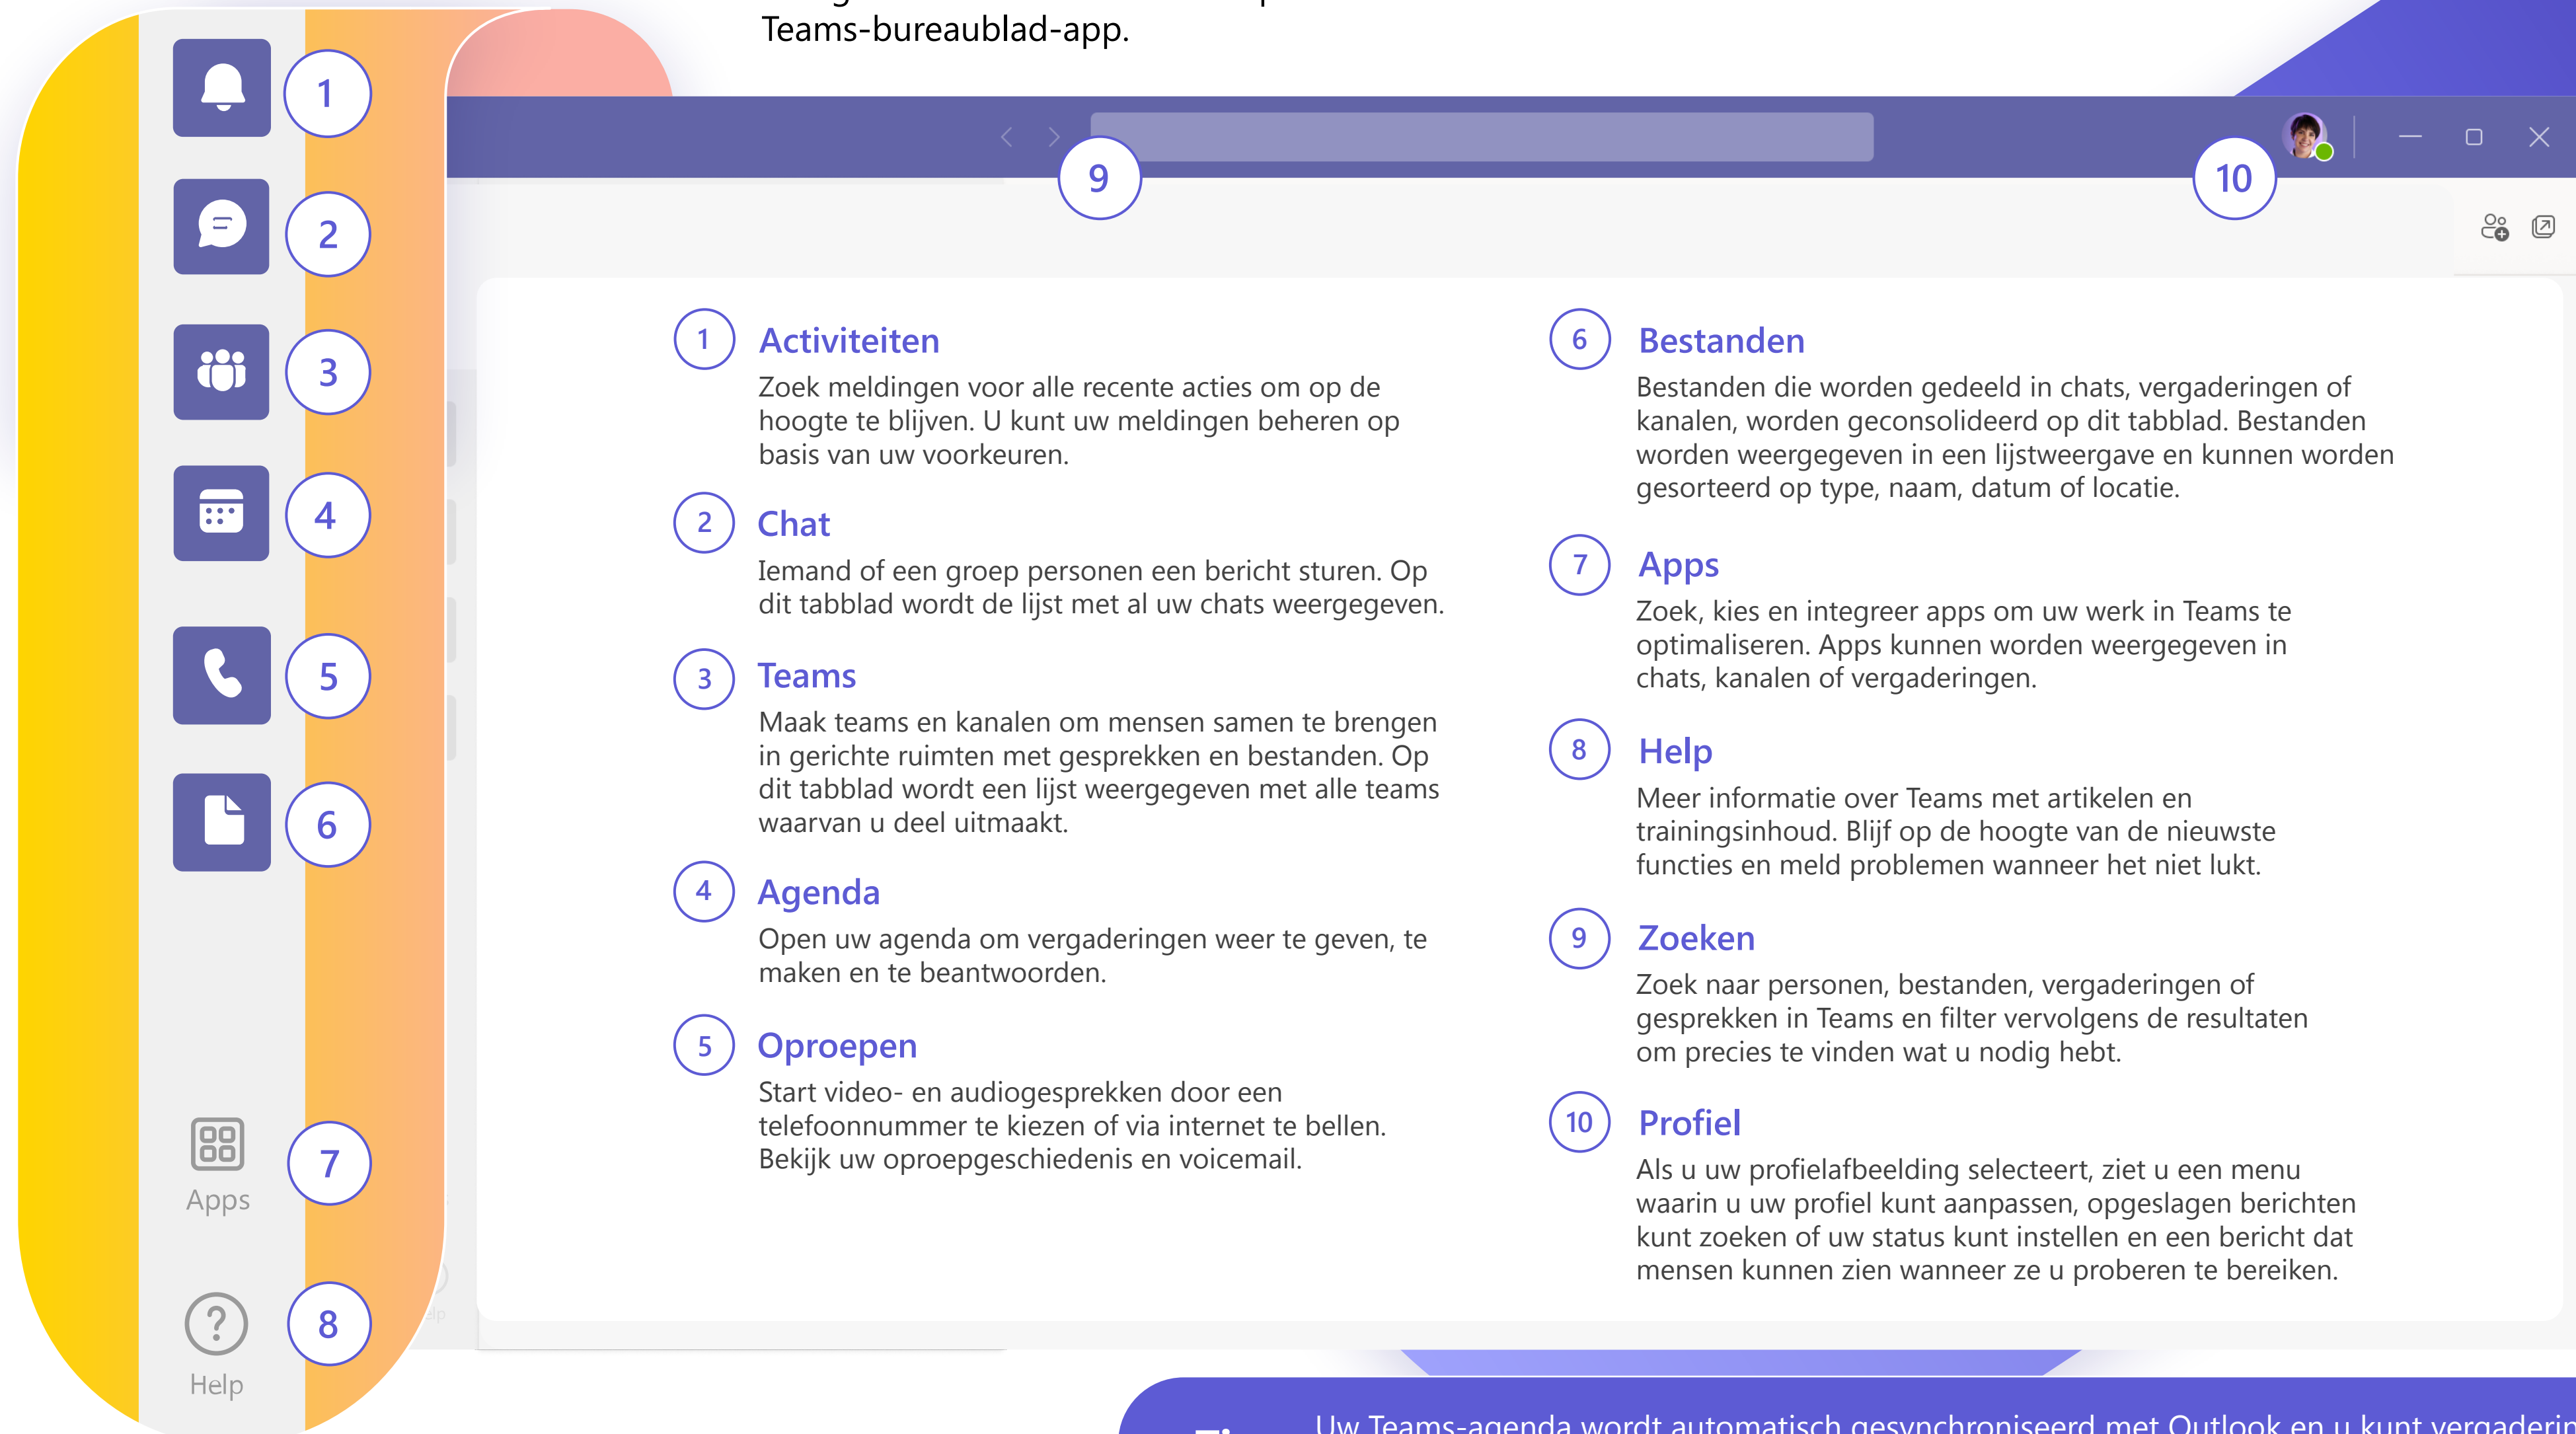 Teams-bureaublad-app.
1
2
3
4
5
6
7
Apps
8
Help
9
10
1 Activiteiten
Zoek meldingen voor alle recente acties om op de
hoogte te blijven. U kunt uw meldingen beheren op
basis van uw voorkeuren.
2 Chat
Iemand of een groep personen een bericht sturen. Op
dit tabblad wordt de lijst met al uw chats weergegeven.
3 Teams
Maak teams en kanalen om mensen samen te brengen
in gerichte ruimten met gesprekken en bestanden. Op
dit tabblad wordt een lijst weergegeven met alle teams
waarvan u deel uitmaakt.
4 Agenda
Open uw agenda om vergaderingen weer te geven, te
maken en te beantwoorden.
5 Oproepen
Start video- en audiogesprekken door een
telefoonnummer te kiezen of via internet te bellen.
Bekijk uw oproepgeschiedenis en voicemail.
6 Bestanden
Bestanden die worden gedeeld in chats, vergaderingen of
kanalen, worden geconsolideerd op dit tabblad. Bestanden
worden weergegeven in een lijstweergave en kunnen worden
gesorteerd op type, naam, datum of locatie.
7 Apps
Zoek, kies en integreer apps om uw werk in Teams te
optimaliseren. Apps kunnen worden weergegeven in
chats, kanalen of vergaderingen.
8 Help
Meer informatie over Teams met artikelen en
trainingsinhoud. Blijf op de hoogte van de nieuwste
functies en meld problemen wanneer het niet lukt.
9 Zoeken
Zoek naar personen, bestanden, vergaderingen of
gesprekken in Teams en filter vervolgens de resultaten
om precies te vinden wat u nodig hebt.
10 Profiel
Als u uw profielafbeelding selecteert, ziet u een menu
waarin u uw profiel kunt aanpassen, opgeslagen berichten
kunt zoeken of uw status kunt instellen en een bericht dat
mensen kunnen zien wanneer ze u proberen te bereiken.
Uw Teams-agenda wordt automatisch gesynchroniseerd met Outlook en u kunt